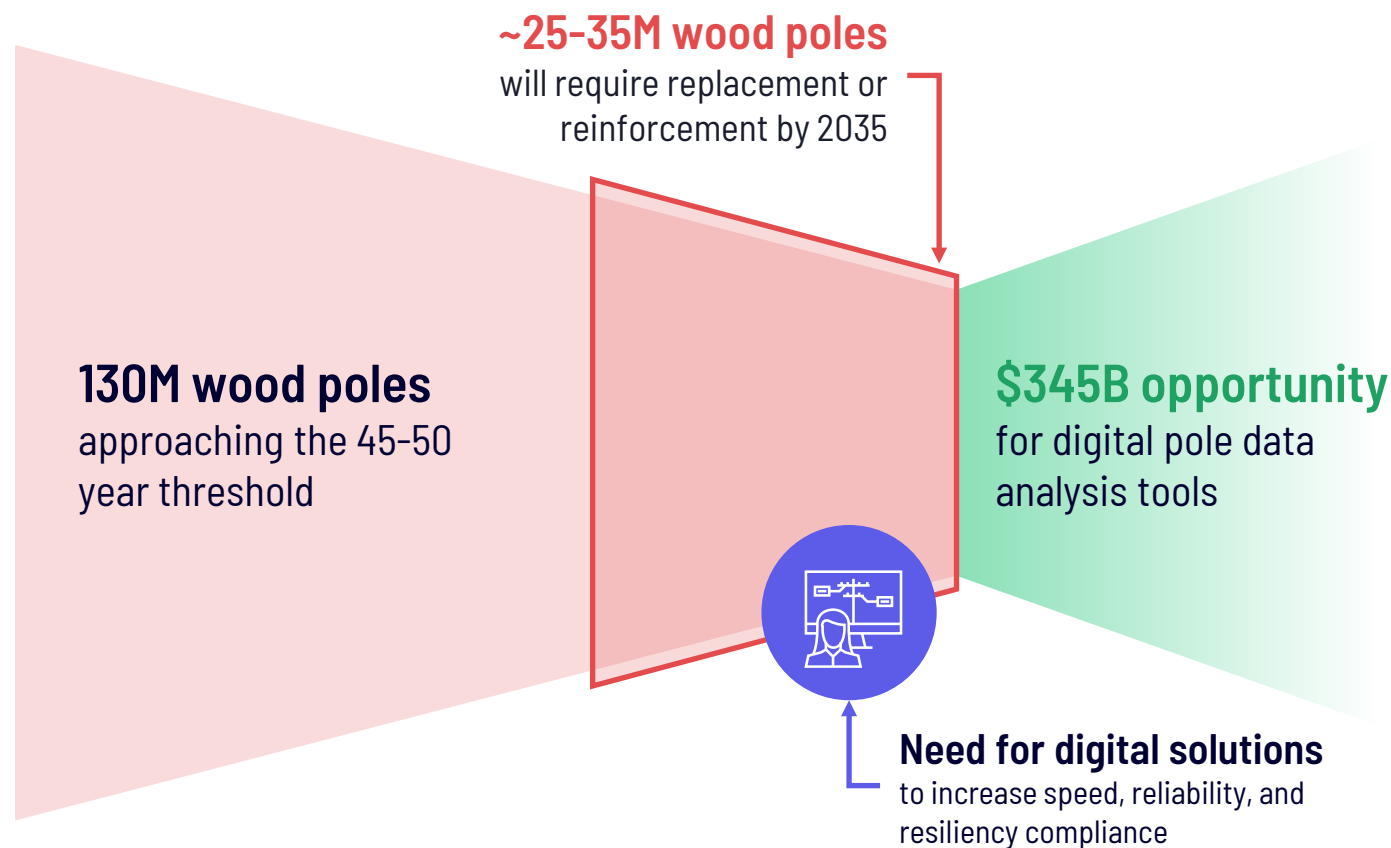 ~25-35M wood poles
will require replacement or
reinforcement by 2035
130M wood poles
approaching the 45-50
year threshold
$345B opportunity
for digital pole data
analysis tools
Need for digital solutions
to increase speed, reliability, and
resiliency compliance